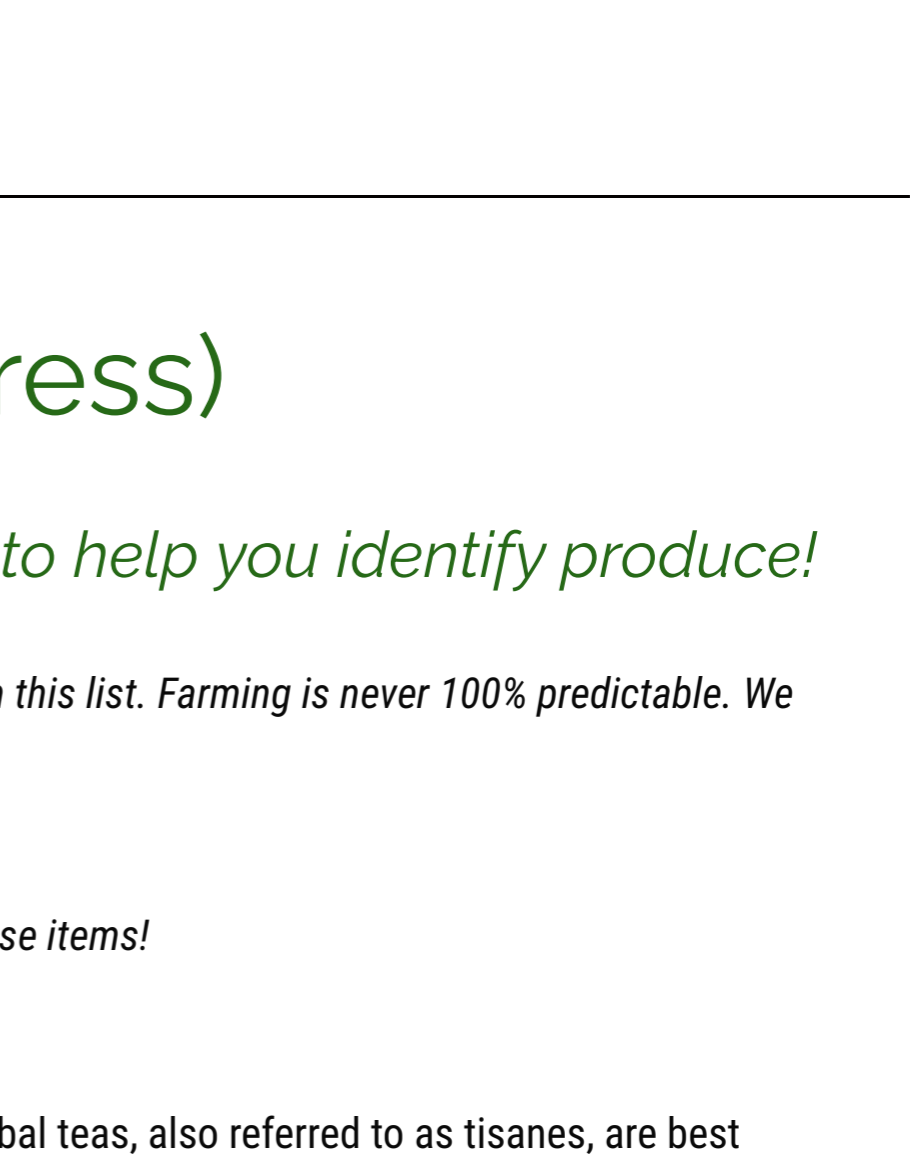 ress)
to help you identify produce!
this list. Farming is never 100% predictable. We
se items!
bal teas, also referred to as tisanes, are best